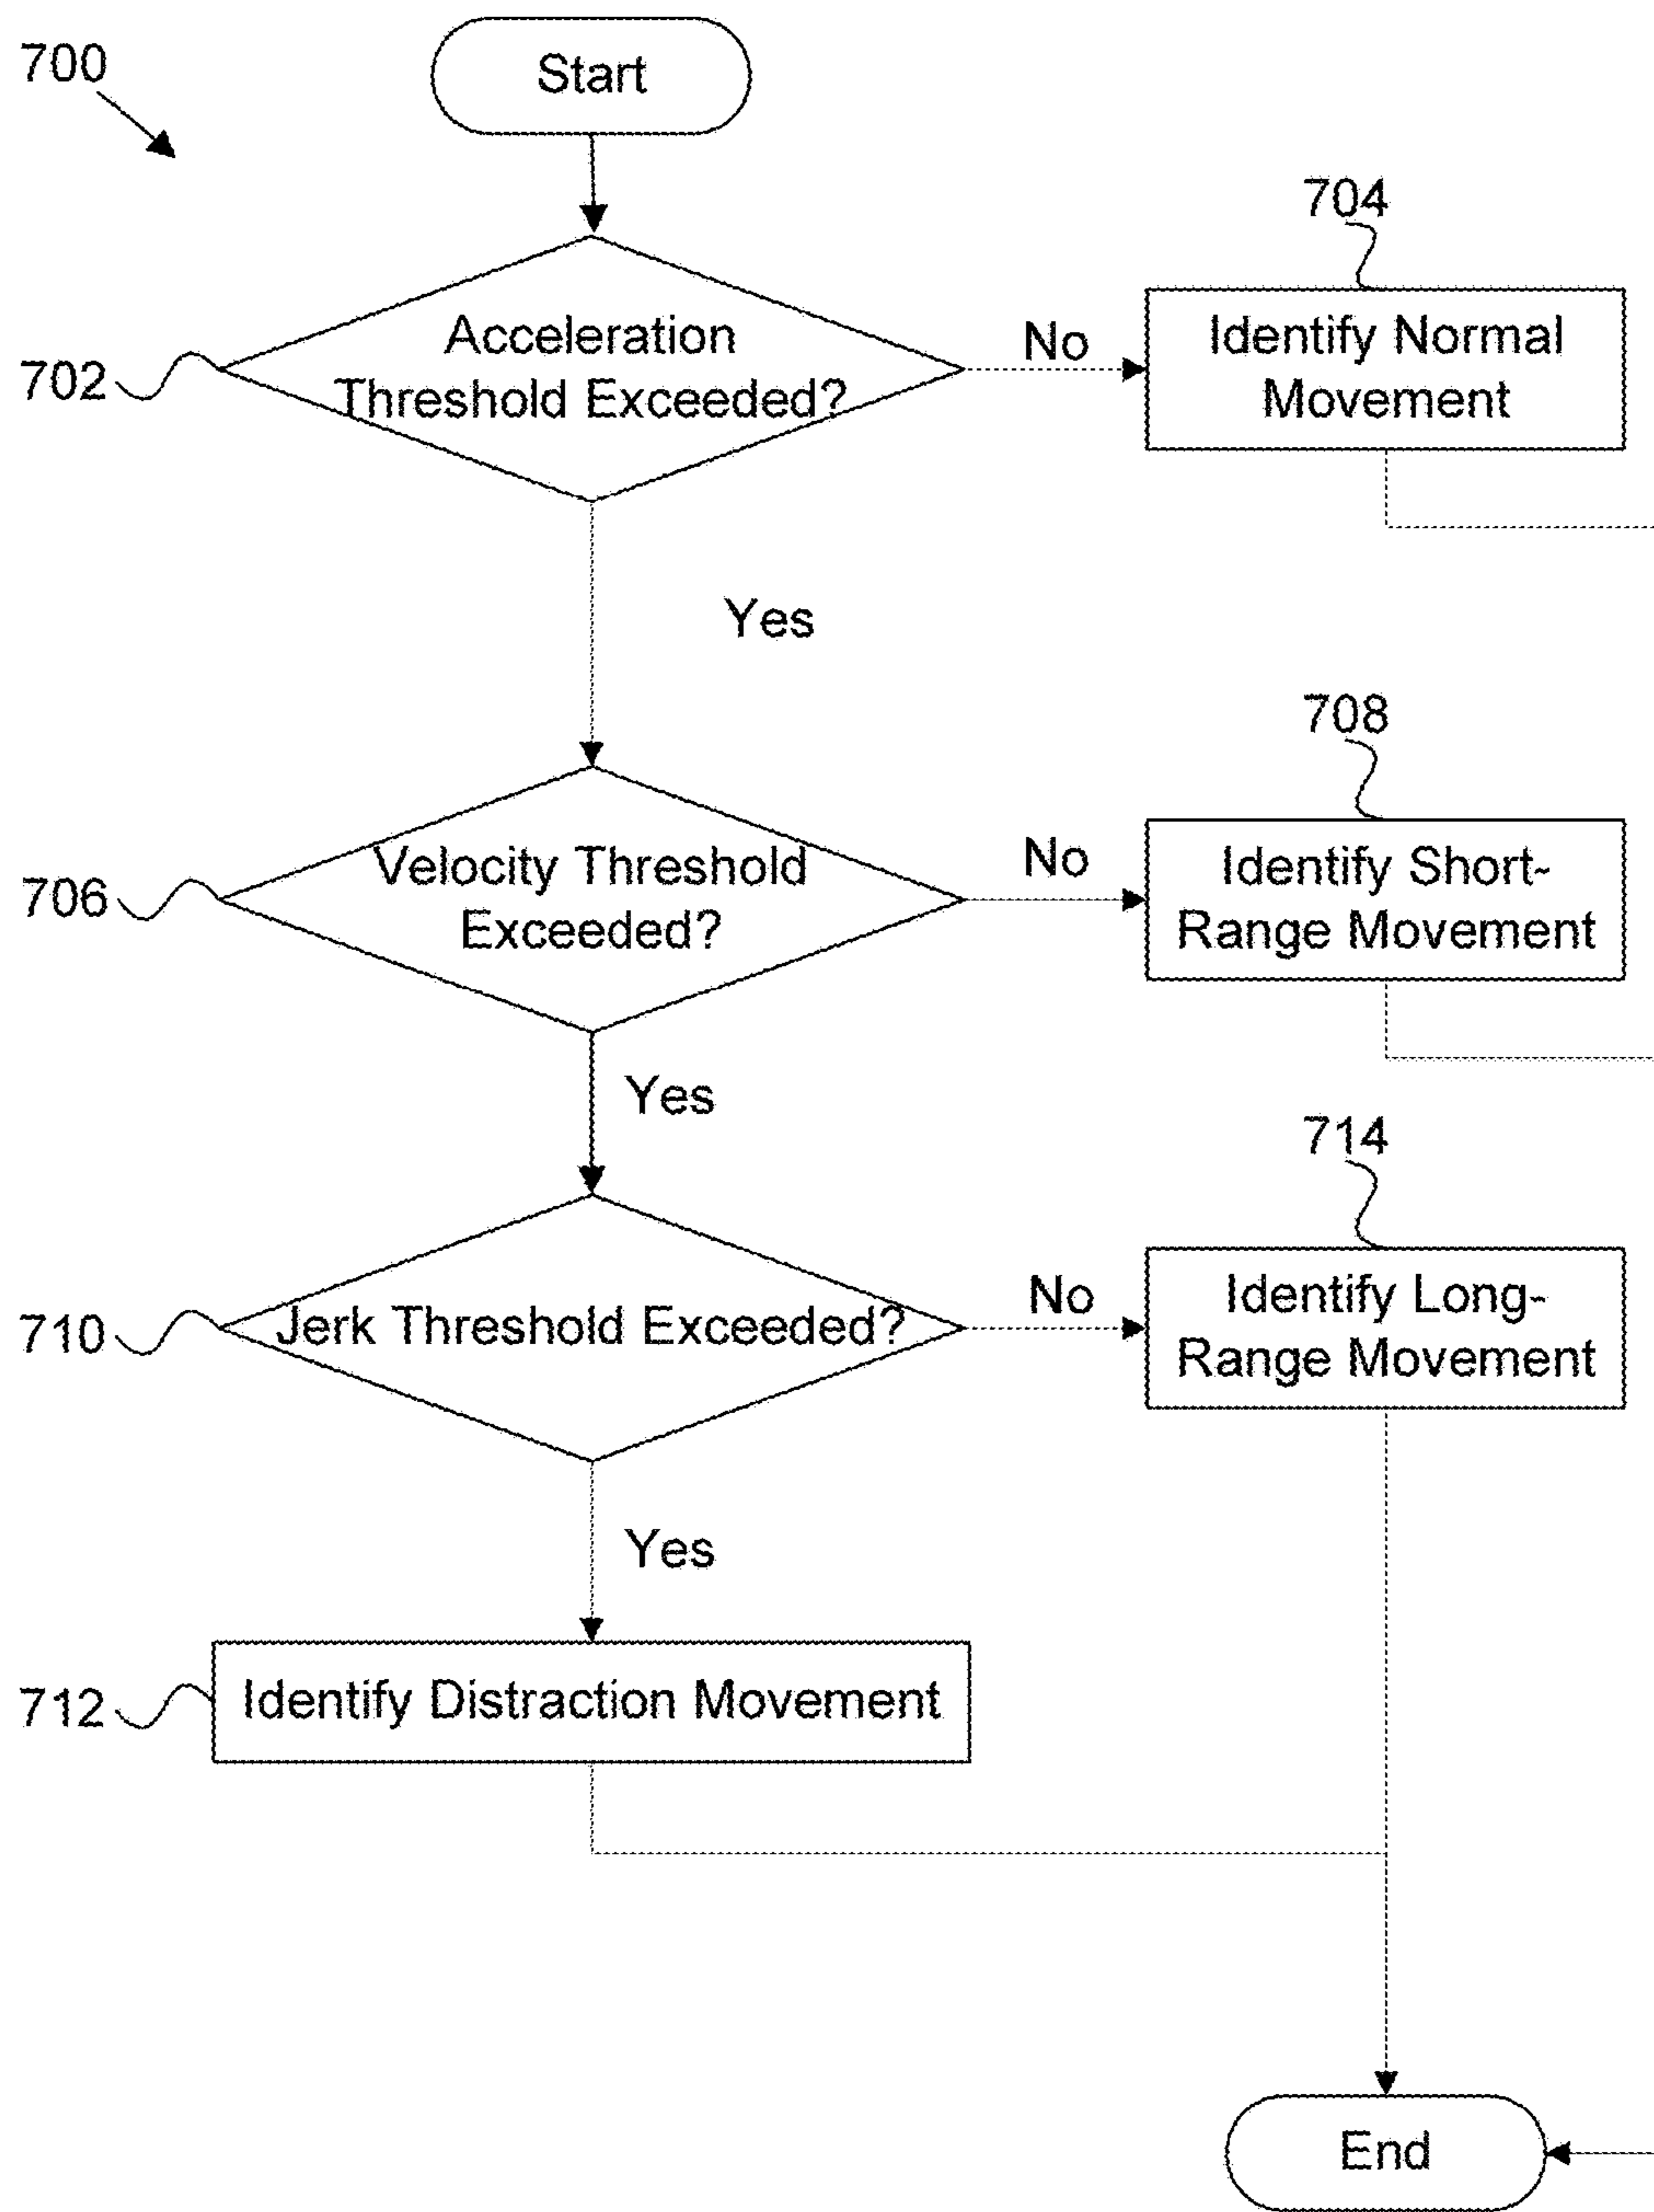 700
Start
704
702
Acceleration
Threshold Exceeded?
No
Identify Normal
Movement
Yes
708
706
Velocity Threshold
Exceeded?
No
Identify Short-
Range Movement
Yes
714
710
Jerk Threshold Exceeded?
No
Identify Long-
Range Movement
Yes
712
Identify Distraction Movement
End